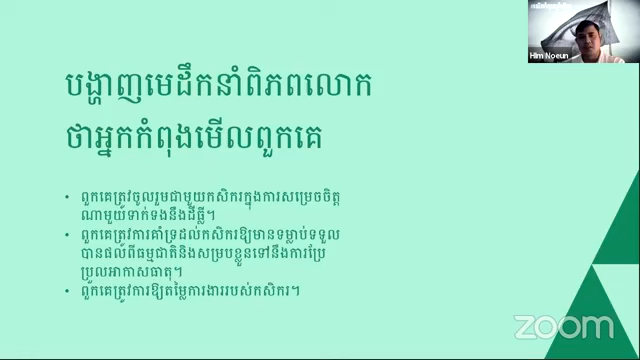 Him Noeun
បង្ហាញមេដឹកនាំពិភពលោក
ថាអ្នកកំពុងមើលពួកគេ
• ពួកគេត្រូវចូលរួមជាមួយកសិករក្នុងការសម្រេចចិត្ត
ណាមួយទាក់ទងនឹងដីធ្លី។
• ពួកគេត្រូវការគាំទ្រដល់កសិករឱ្យមានទម្លាប់ទទួល
បានផលពីធម្មជាតិនិងសម្របខ្លួនទៅនឹងការប្រែ
ប្រួលអាកាសធាតុ។
• ពួកគេត្រូវការឱ្យតម្លៃការងាររបស់កសិករ។
zoom